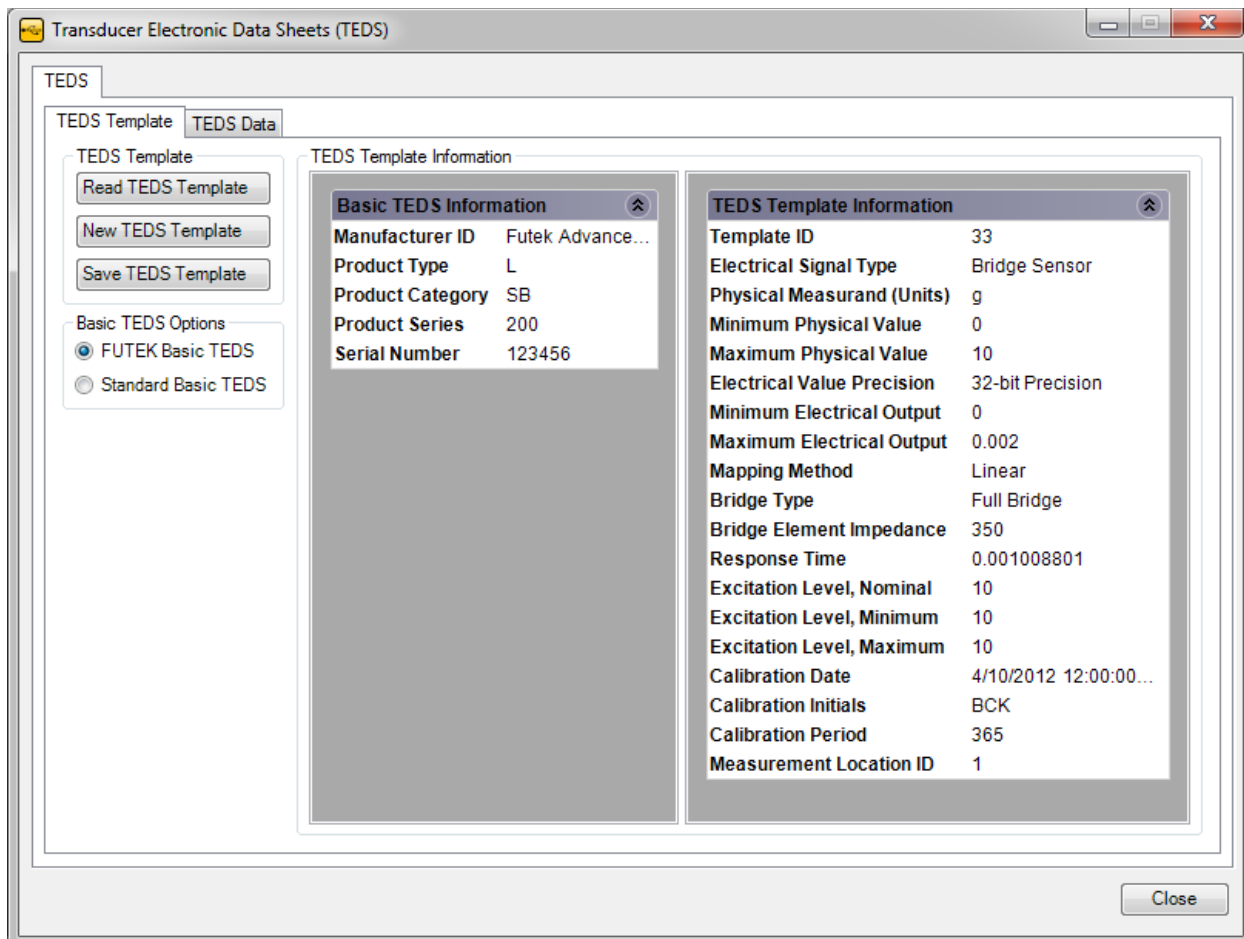 Transducer Electronic Data Sheets (TEDS)
TEDS
TEDS Template TEDS Data
TEDS Template
Read TEDS Template
New TEDS Template
Save TEDS Template
Basic TEDS Options
FUTEK Basic TEDS
Standard Basic TEDS
TEDS Template Information
Basic TEDS Information
Manufacturer ID Futek Advance...
Product Type L
Product Category SB
Product Series 200
Serial Number 123456
TEDS Template Information
Template ID 33
Electrical Signal Type Bridge Sensor
Physical Measurand (Units) g
Minimum Physical Value 0
Maximum Physical Value 10
Electrical Value Precision 32-bit Precision
Minimum Electrical Output 0
Maximum Electrical Output 0.002
Mapping Method Linear
Bridge Type Full Bridge
Bridge Element Impedance 350
Response Time 0.001008801
Excitation Level, Nominal 10
Excitation Level, Minimum 10
Excitation Level, Maximum 10
Calibration Date 4/10/2012 12:00:00...
Calibration Initials BCK
Calibration Period 365
Measurement Location ID 1
Close